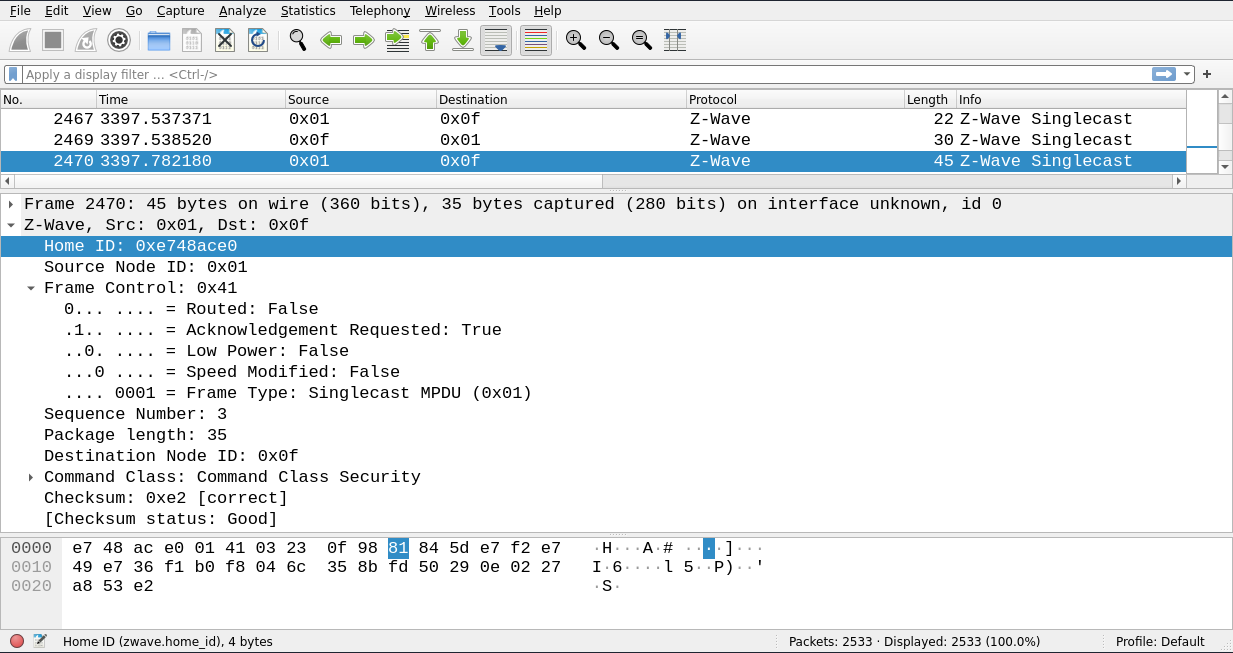 File Edit View Go Capture Analyze Statistics Telephony Wireless Tools Help
Apply a display filter ... <Ctrl-/> +
No. Time Source Destination Protocol Length Info
2467 3397.537371 0x01 0x0f Z-Wave 22 Z-Wave Singlecast
2469 3397.538520 0x0f 0x01 Z-Wave 30 Z-Wave Singlecast
2470 3397.782180 0x01 0x0f Z-Wave 45 Z-Wave Singlecast
Frame 2470: 45 bytes on wire (360 bits), 35 bytes captured (280 bits) on interface unknown, id 0
Z-Wave, Src: 0x01, Dst: 0x0f
Home ID: 0xe748ace0
Source Node ID: 0x01
Frame Control: 0x41
0... .... = Routed: False
.1.. .... = Acknowledgement Requested: True
..0. .... = Low Power: False
...0 .... = Speed Modified: False
.... 0001 = Frame Type: Singlecast MPDU (0x01)
Sequence Number: 3
Package length: 35
Destination Node ID: 0x0f
Command Class: Command Class Security
Checksum: 0xe2 [correct]
[Checksum status: Good]
0000 e7 48 ac e0 01 41 03 23 0f 98 81 84 5d e7 f2 e7 ·H···A·# ····]···
0010 49 e7 36 f1 b0 f8 04 6c 35 8b fd 50 29 0e 02 27 I·6····l 5··P)··'
0020 a8 53 e2 ·S·
Home ID (zwave.home_id), 4 bytes Packets: 2533 · Displayed: 2533 (100.0%) Profile: Default